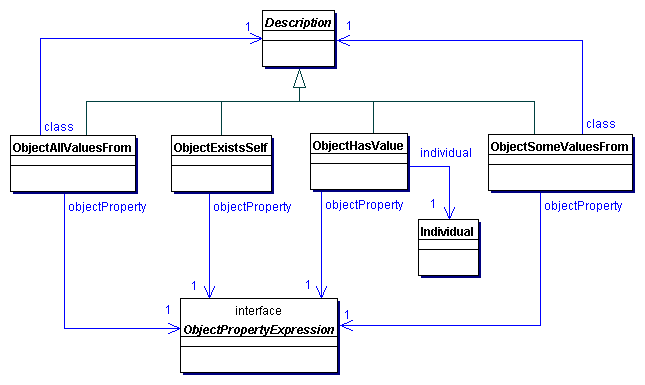 Description
1
1
class
class
ObjectAllValuesFrom
ObjectExistsSelf
ObjectHasValue
ObjectSomeValuesFrom
individual
objectProperty
objectProperty
objectProperty
objectProperty
1
Individual
1
1
1
1
interface
ObjectPropertyExpression